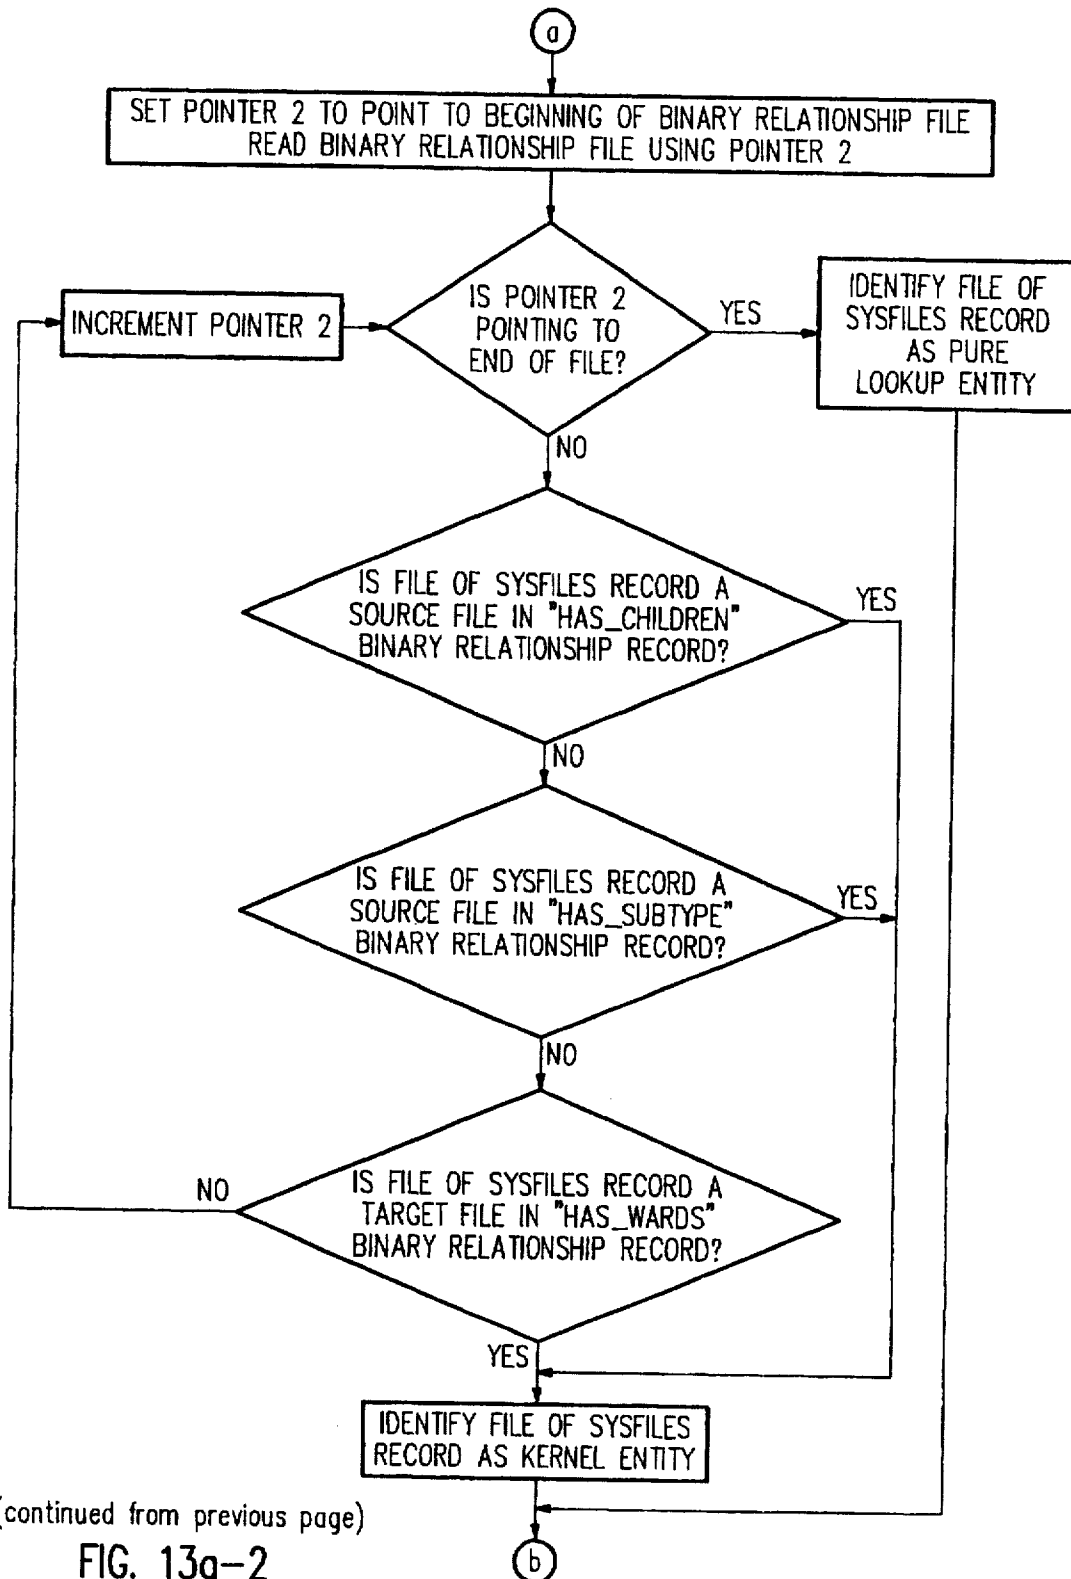 a
SET POINTER 2 TO POINT TO BEGINNING OF BINARY RELATIONSHIP FILE
READ BINARY RELATIONSHIP FILE USING POINTER 2
INCREMENT POINTER 2
IS POINTER 2
POINTING TO
END OF FILE?
YES
IDENTIFY FILE OF
SYSFILES RECORD
AS PURE
LOOKUP ENTITY
NO
IS FILE OF SYSFILES RECORD A
SOURCE FILE IN "HAS_CHILDREN"
BINARY RELATIONSHIP RECORD?
YES
NO
IS FILE OF SYSFILES RECORD A
SOURCE FILE IN "HAS_SUBTYPE"
BINARY RELATIONSHIP RECORD?
YES
NO
IS FILE OF SYSFILES RECORD A
TARGET FILE IN "HAS_WARDS"
BINARY RELATIONSHIP RECORD?
NO
YES
IDENTIFY FILE OF SYSFILES
RECORD AS KERNEL ENTITY
(continued from previous page)
FIG. 13a-2
b